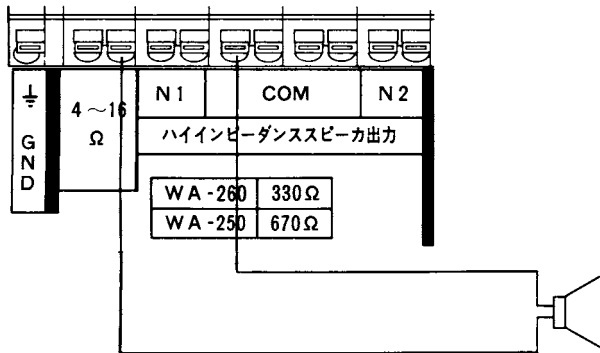 GND
4～16
Ω
N1 COM N2
ハイインピーダンススピーカ出力
WA-260 330Ω
WA-250 670Ω